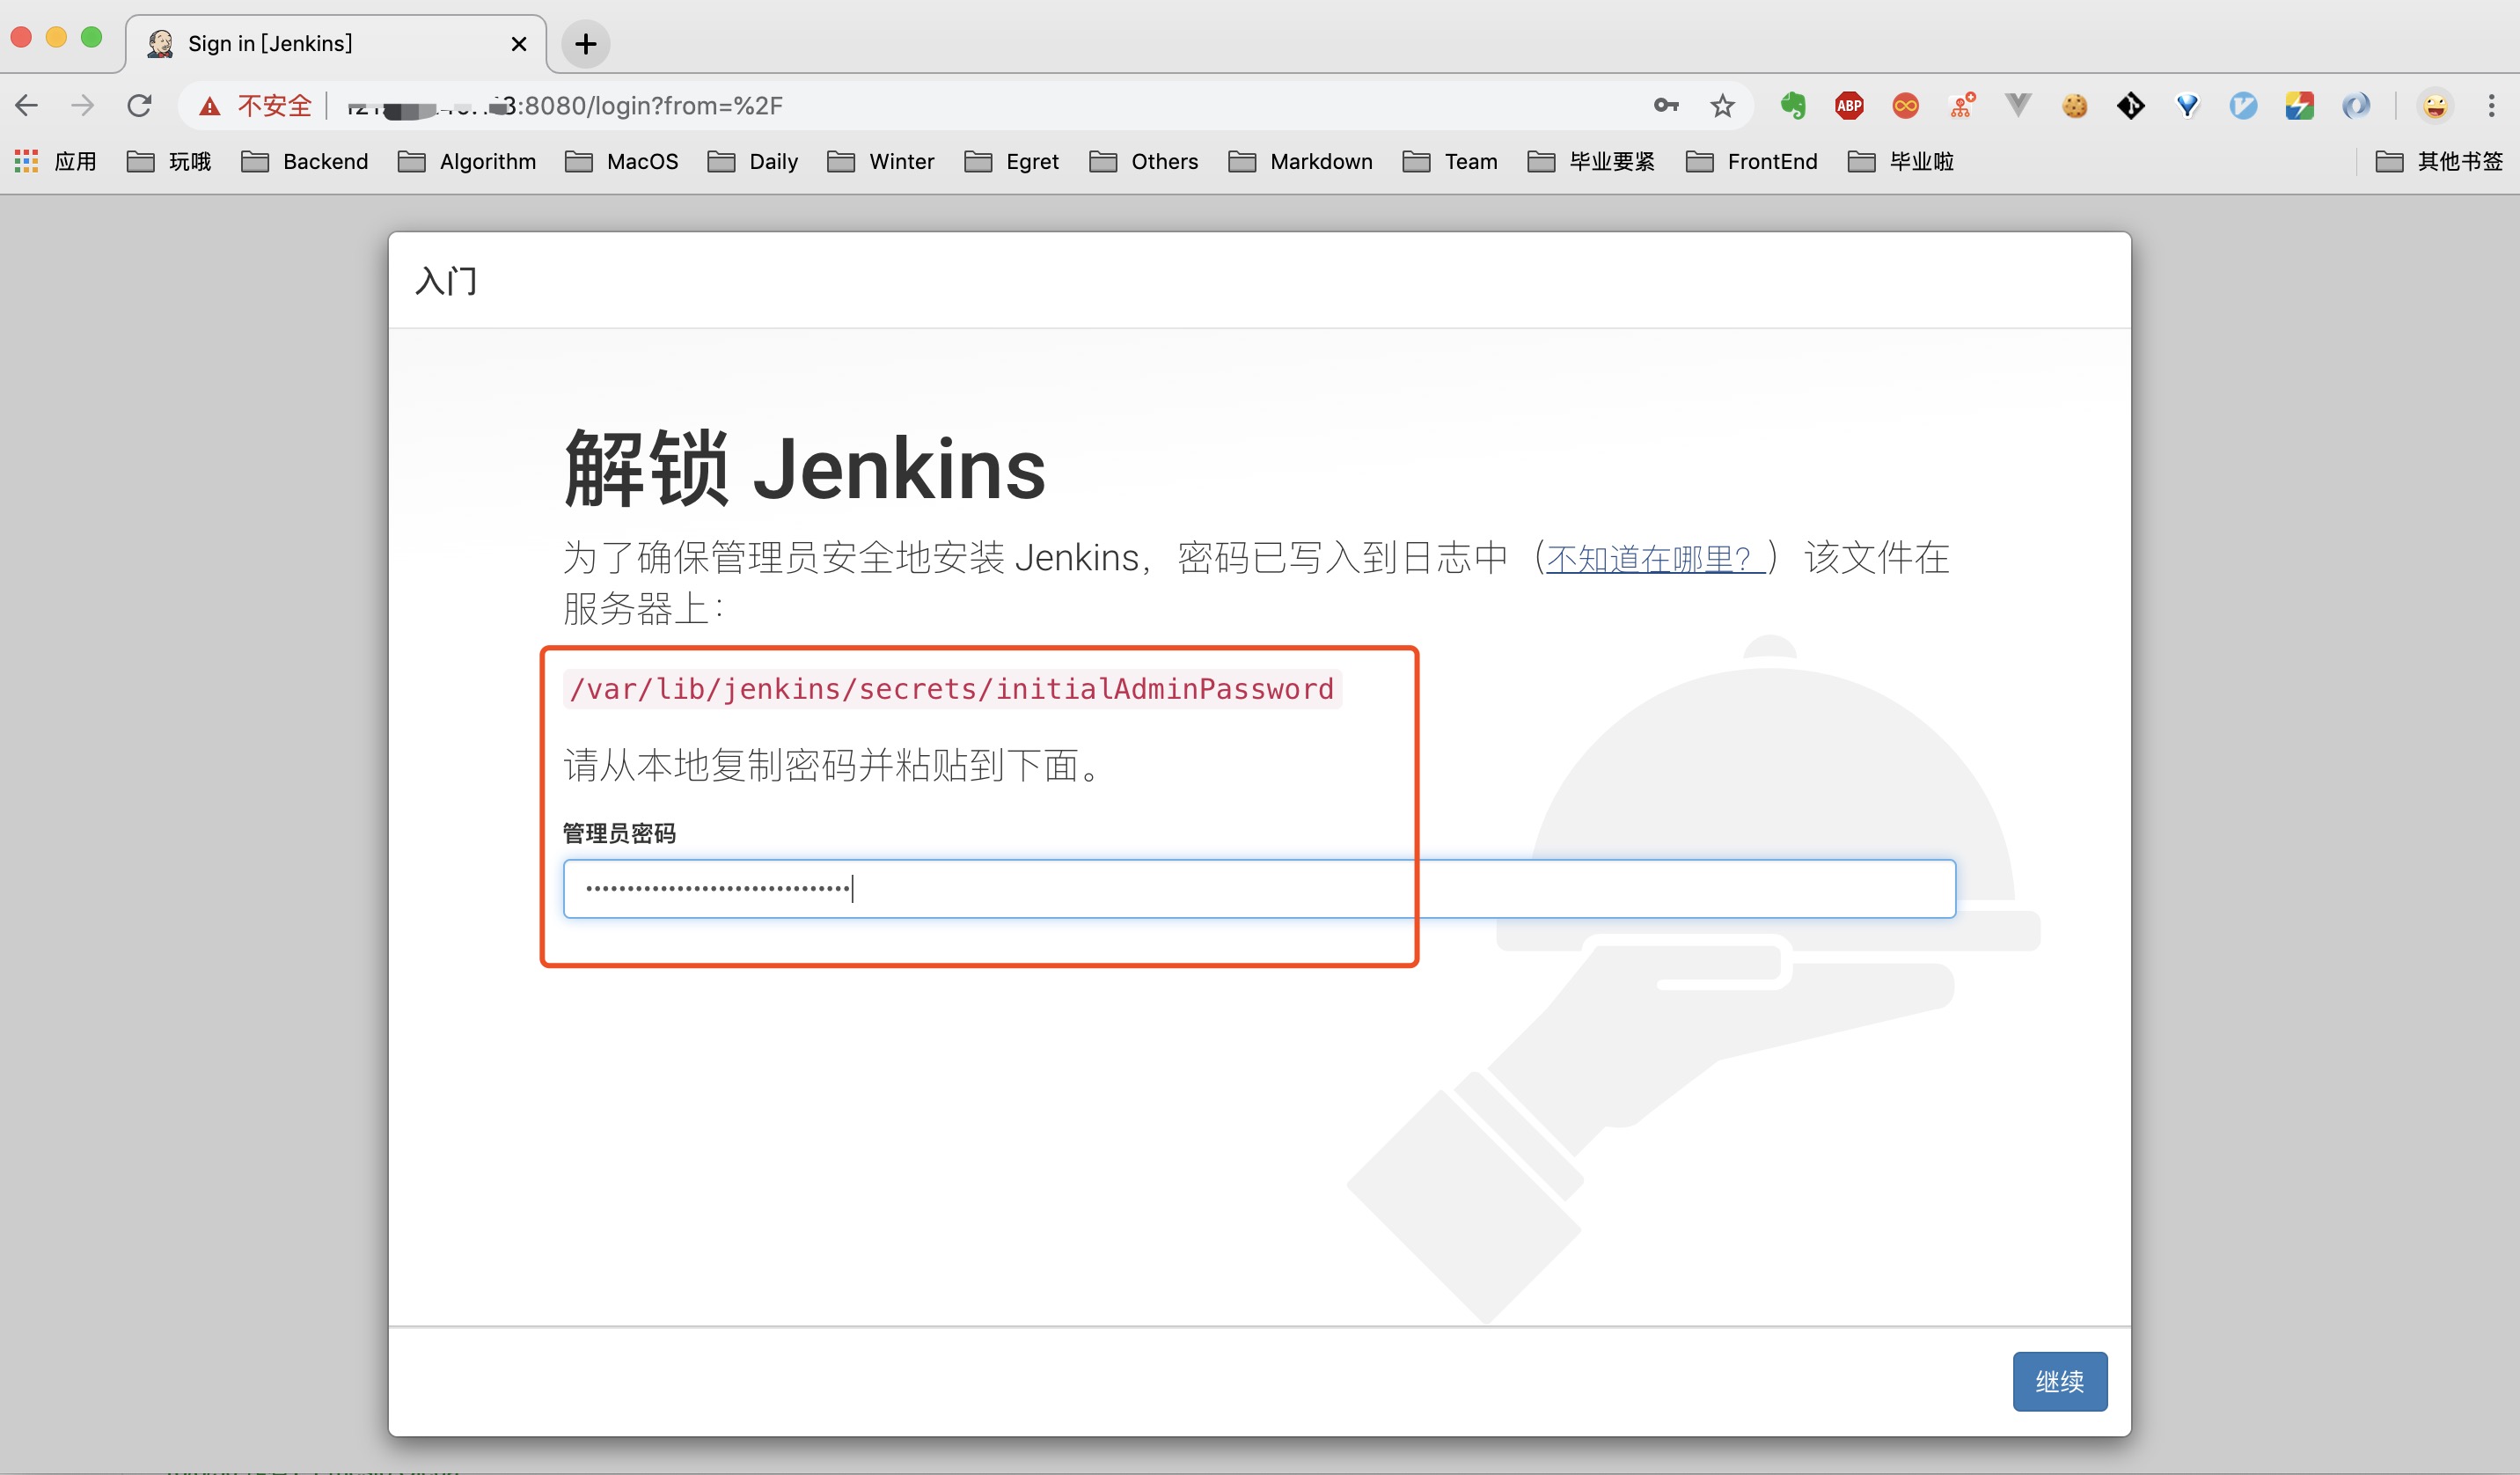 Sign in [Jenkins]
不安全
:8080/login?from=%2F
ABP
应用 玩哦 Backend Algorithm MacOS Daily Winter Egret Others Markdown Team 毕业要紧 FrontEnd 毕业啦 其他书签
入门
解锁 Jenkins
为了确保管理员安全地安装 Jenkins，密码已写入到日志中（不知道在哪里？）该文件在
服务器上：
/var/lib/jenkins/secrets/initialAdminPassword
请从本地复制密码并粘贴到下面。
管理员密码
继续